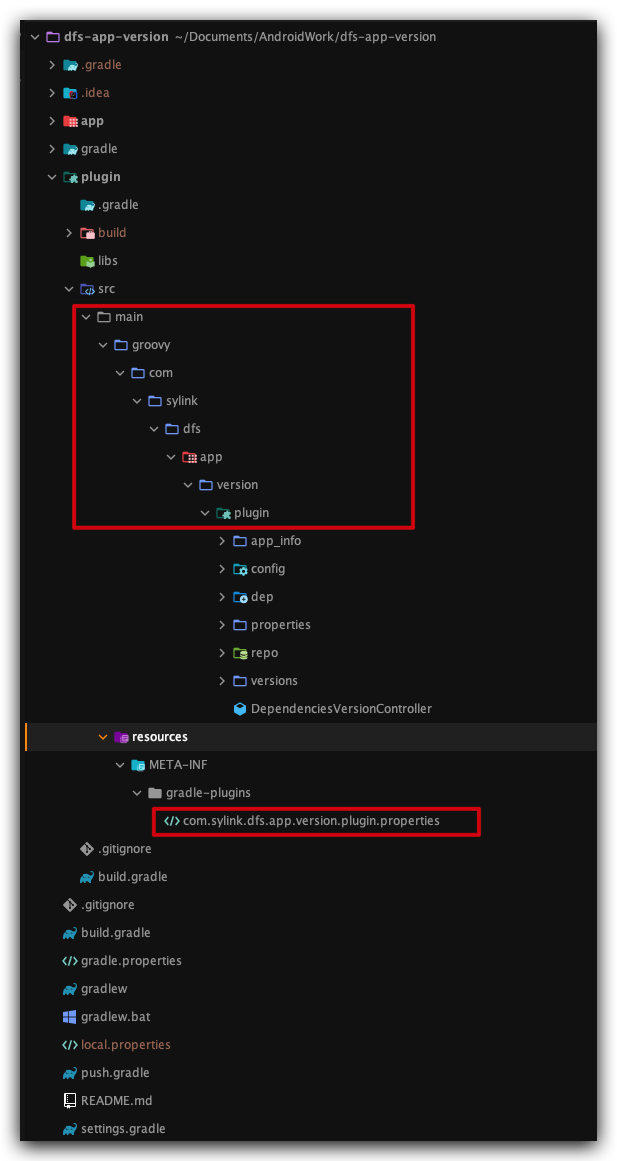 dfs-app-version ~/Documents/AndroidWork/dfs-app-version
.gradle
.idea
app
gradle
plugin
.gradle
build
libs
src
main
groovy
com
sylink
dfs
app
version
plugin
app_info
config
dep
properties
repo
versions
DependenciesVersionController
resources
META-INF
gradle-plugins
com.sylink.dfs.app.version.plugin.properties
.gitignore
build.gradle
.gitignore
build.gradle
gradle.properties
gradlew
gradlew.bat
local.properties
push.gradle
README.md
settings.gradle